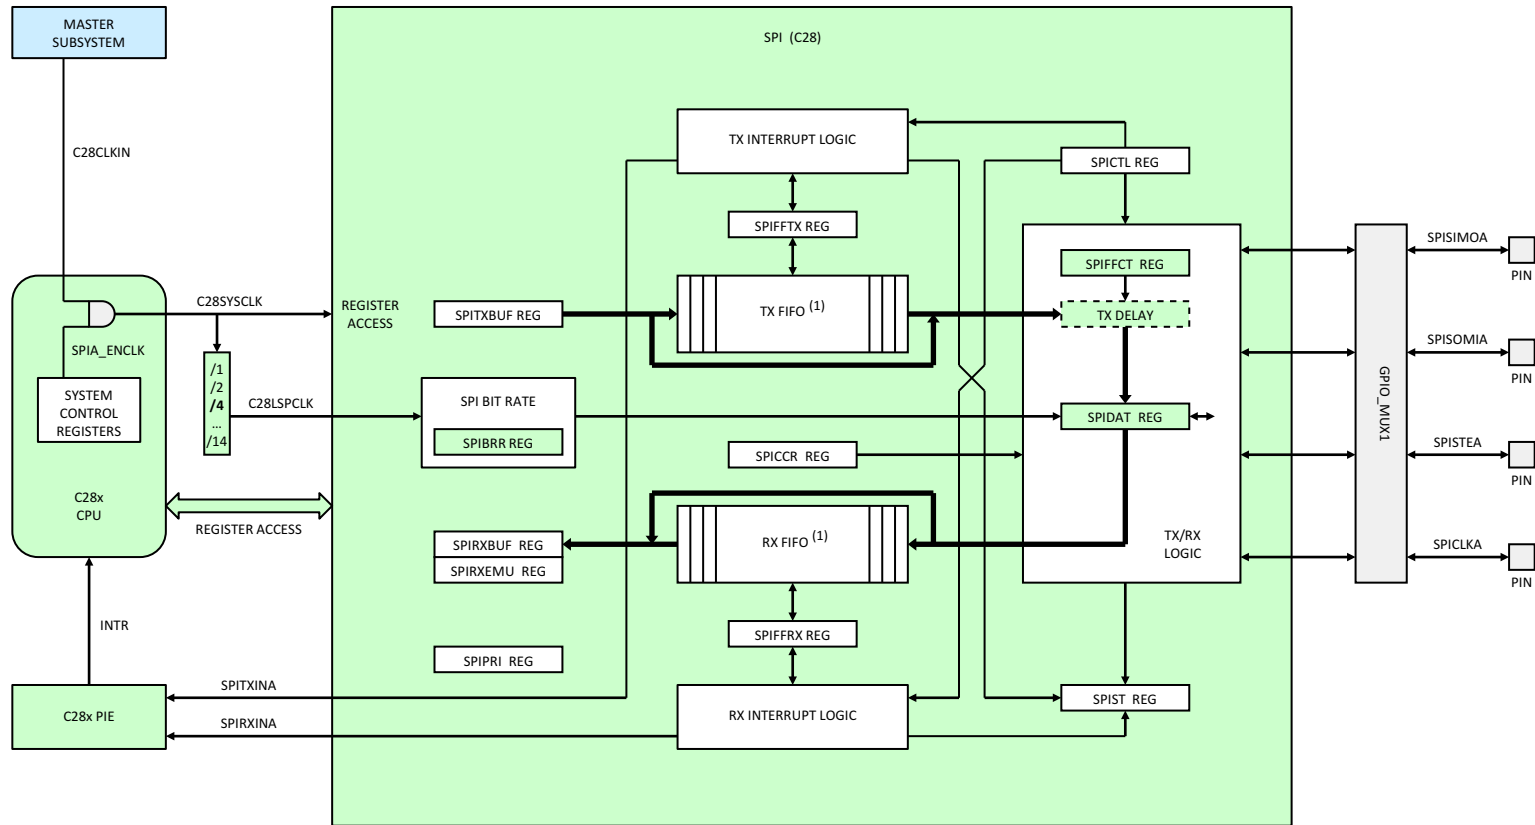 MASTER
SUBSYSTEM
SPI (C28)
C28CLKIN
TX INTERRUPT LOGIC
SPICTL REG
SPIFFTX REG
SPISIMOA
PIN
SPIFFCT REG
C28SYSCLK
REGISTER
ACCESS
SPITXBUF REG
TX FIFO (1)
TX DELAY
SPIA_ENCLK
SPISOMIA
PIN
/1
/2
/4
...
/14
SYSTEM
CONTROL
REGISTERS
C28LSPCLK
SPI BIT RATE
SPIBRR REG
SPIDAT REG
GPIO_MUX1
SPICCR REG
SPISTEA
PIN
C28x
CPU
REGISTER ACCESS
SPIRXBUF REG
SPIRXEMU REG
RX FIFO (1)
TX/RX
LOGIC
SPICLKA
PIN
INTR
SPIFFRX REG
SPIPRI REG
SPITXINA
C28x PIE
SPIRXINA
RX INTERRUPT LOGIC
SPIST REG